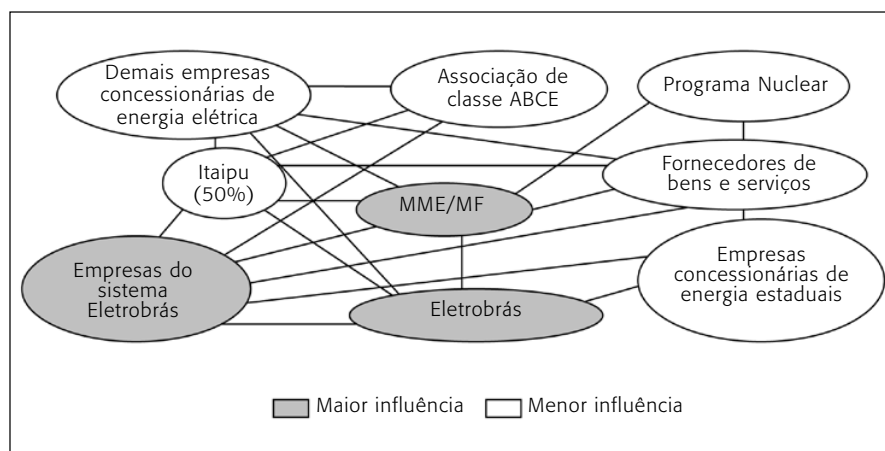 Demais empresas
concessionárias de
energia elétrica
Associação de
classe ABCE
Programa Nuclear
Itaipu
(50%)
MME/MF
Fornecedores de
bens e serviços
Empresas do
sistema
Eletrobrás
Eletrobrás
Empresas
concessionárias de
energia estaduais
Maior influência
Menor influência